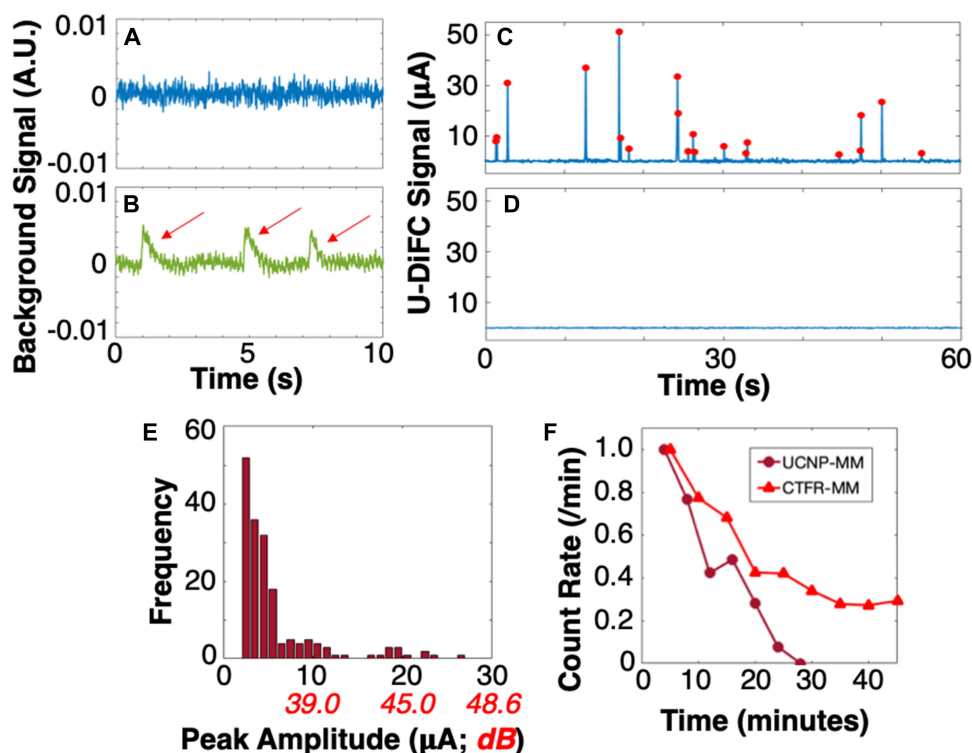 Background Signal (A.U.)
A
0.01
0
-0.01
B
0.01
0
-0.01
0
5
10
Time (s)
U-DiFC Signal (μA)
C
50
30
10
D
50
30
10
0
30
60
Time (s)
E
Frequency
60
40
20
0
0
10
20
30
39.0
45.0
48.6
Peak Amplitude (μA; dB)
F
Count Rate (/min)
1.0
0.8
0.6
0.4
0.2
0
UCNP-MM
CTFR-MM
0
10
20
30
40
Time (minutes)